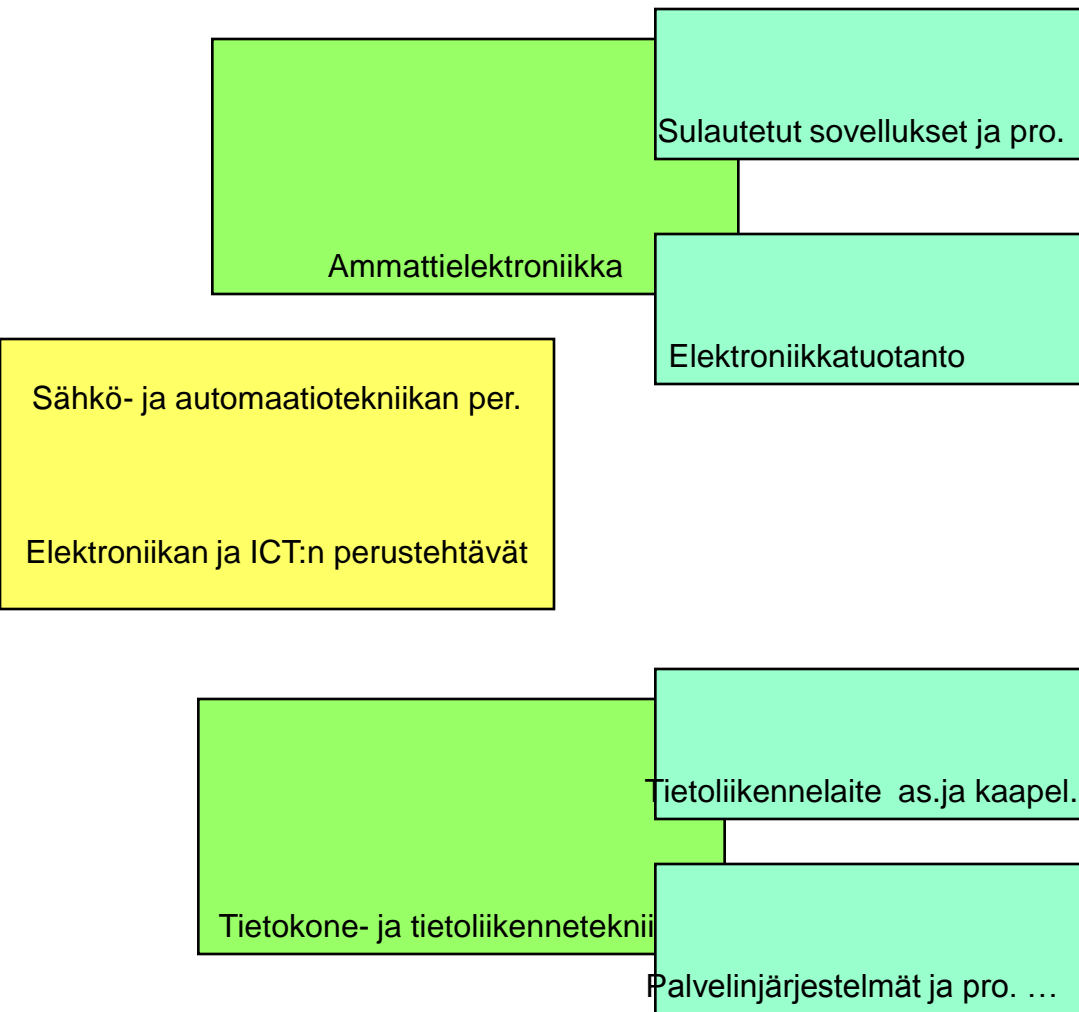 Sulautetut sovellukset ja pro.
Ammattielektroniikka
Elektroniikkatuotanto
Sähkö- ja automaatiotekniikan per.
Elektroniikan ja ICT:n perustehtävät
Tietoliikennelaite as.ja kaapel.
Tietokone- ja tietoliikenneteknii
Palvelinjärjestelmät ja pro. …